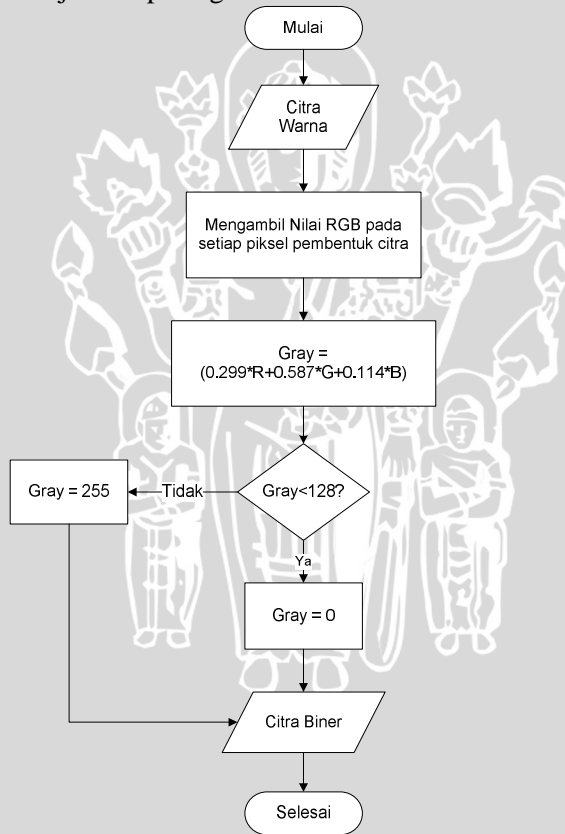 Mulai
Citra
Warna
Mengambil Nilai RGB pada
setiap piksel pembentuk citra
Gray =
(0.299*R+0.587*G+0.114*B)
Gray<128?
Tidak
Gray = 255
Ya
Gray = 0
Citra Biner
Selesai